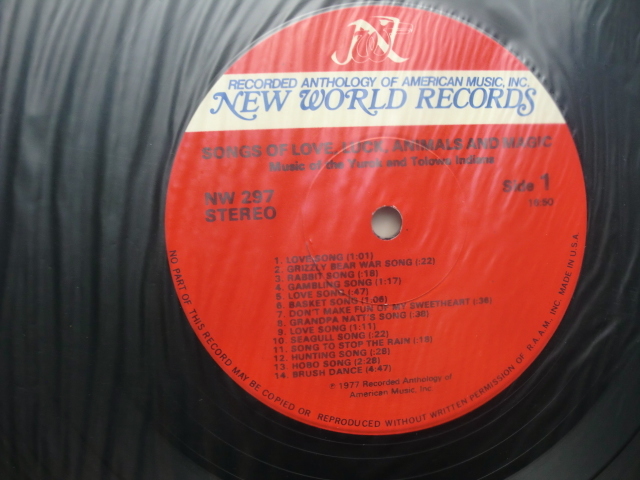 RECORDED ANTHOLOGY OF AMERICAN MUSIC, INC.
NEW WORLD RECORDS
SONGS OF LOVE, LUCK, ANIMALS AND MAGIC
Music of the Yurok and Tolowa Indians
NW 297
STEREO
Side 1
1. LOVE SONG (1:01)
2. GRIZZLY BEAR WAR SONG (:22)
3. RABBIT SONG (:18)
4. GAMBLING SONG (1:17)
5. LOVE SONG (:47)
6. BASKET SONG (1:06)
7. DON'T MAKE FUN OF MY SWEETHEART (:36)
8. GRANDPA NATT'S SONG (:36)
9. LOVE SONG (1:11)
10. SEAGULL SONG (:22)
11. SONG TO STOP THE RAIN (:18)
12. HUNTING SONG (:28)
13. HOBO SONG (2:28)
14. BRUSH DANCE (4:47)
℗ 1977 Recorded Anthology of
American Music, Inc.
NO PART OF THIS RECORD MAY BE COPIED OR REPRODUCED WITHOUT WRITTEN PERMISSION OF R.A.A.M., INC. MADE IN U.S.A.